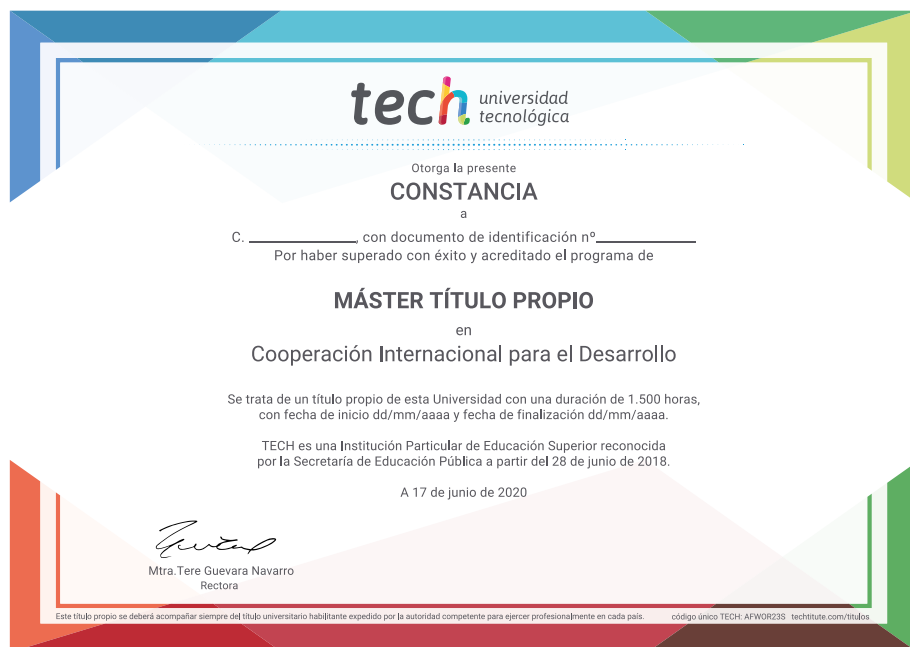 tech universidad
tecnológica
Otorga la presente
CONSTANCIA
a
C. ____________, con documento de identificación nº____________
Por haber superado con éxito y acreditado el programa de
MÁSTER TÍTULO PROPIO
en
Cooperación Internacional para el Desarrollo
Se trata de un título propio de esta Universidad con una duración de 1.500 horas,
con fecha de inicio dd/mm/aaaa y fecha de finalización dd/mm/aaaa.
TECH es una Institución Particular de Educación Superior reconocida
por la Secretaría de Educación Pública a partir del 28 de junio de 2018.
A 17 de junio de 2020
Mtra.Tere Guevara Navarro
Rectora
Este título propio se deberá acompañar siempre del título universitario habilitante expedido por la autoridad competente para ejercer profesionalmente en cada país. código único TECH: AFWOR23S techtitute.com/titulos